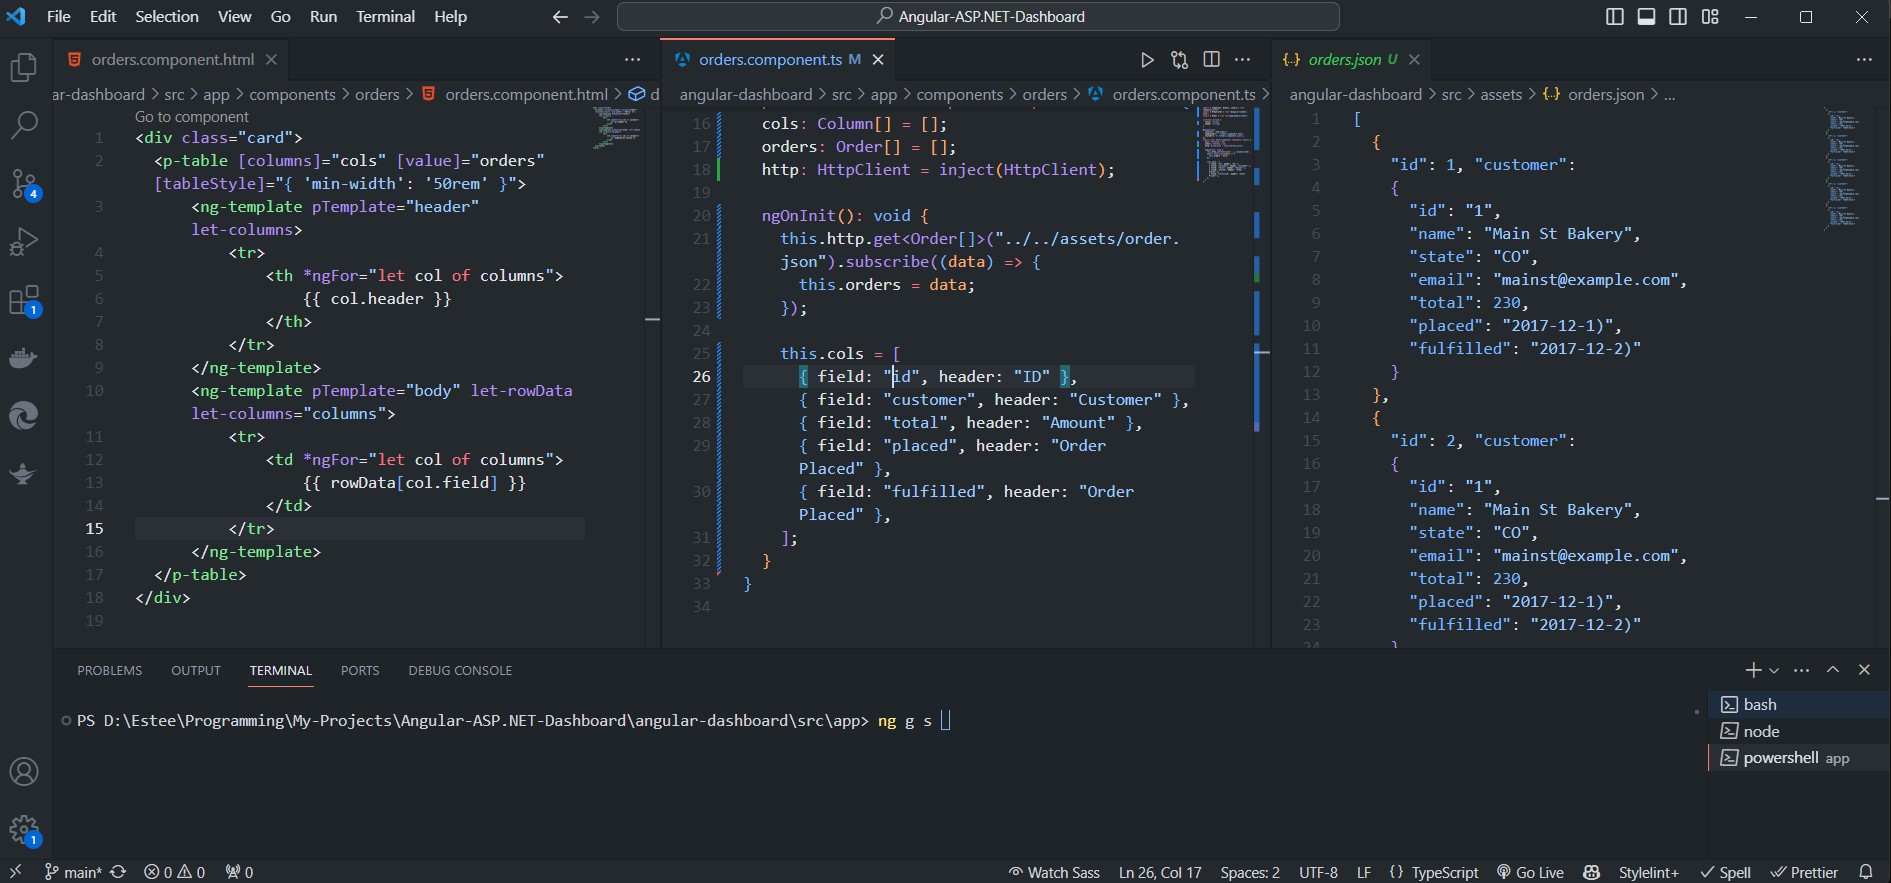 File Edit Selection View Go Run Terminal Help
Angular-ASP.NET-Dashboard
orders.component.html
ar-dashboard > src > app > components > orders > orders.component.html > d
Go to component
1 <div class="card">
2 <p-table [columns]="cols" [value]="orders"
[tableStyle]="{ 'min-width': '50rem' }">
3 <ng-template pTemplate="header"
let-columns>
4 <tr>
5 <th *ngFor="let col of columns">
6 {{ col.header }}
7 </th>
8 </tr>
9 </ng-template>
10 <ng-template pTemplate="body" let-rowData
let-columns="columns">
11 <tr>
12 <td *ngFor="let col of columns">
13 {{ rowData[col.field] }}
14 </td>
15 </tr>
16 </ng-template>
17 </p-table>
18 </div>
19
orders.component.ts M
angular-dashboard > src > app > components > orders > orders.component.ts >
16 cols: Column[] = [];
17 orders: Order[] = [];
18 http: HttpClient = inject(HttpClient);
19
20 ngOnInit(): void {
21 this.http.get<Order[]>("../../assets/order.
json").subscribe((data) => {
22 this.orders = data;
23 });
24
25 this.cols = [
26 { field: "id", header: "ID" },
27 { field: "customer", header: "Customer" },
28 { field: "total", header: "Amount" },
29 { field: "placed", header: "Order
Placed" },
30 { field: "fulfilled", header: "Order
Placed" },
31 ];
32 }
33 }
34
orders.json U
angular-dashboard > src > assets > {..} orders.json > ...
1 [
2 {
3 "id": 1, "customer":
4 {
5 "id": "1",
6 "name": "Main St Bakery",
7 "state": "CO",
8 "email": "mainst@example.com",
9 "total": 230,
10 "placed": "2017-12-1)",
11 "fulfilled": "2017-12-2)"
12 }
13 },
14 {
15 "id": 2, "customer":
16 {
17 "id": "1",
18 "name": "Main St Bakery",
19 "state": "CO",
20 "email": "mainst@example.com",
21 "total": 230,
22 "placed": "2017-12-1)",
23 "fulfilled": "2017-12-2)"
24 }
4
1
1
PROBLEMS OUTPUT TERMINAL PORTS DEBUG CONSOLE
PS D:\Estee\Programming\My-Projects\Angular-ASP.NET-Dashboard\angular-dashboard\src\app> ng g s
bash
node
powershell app
main* 0 0 0 Watch Sass Ln 26, Col 17 Spaces: 2 UTF-8 LF {} TypeScript Go Live Stylelint+ Spell Prettier